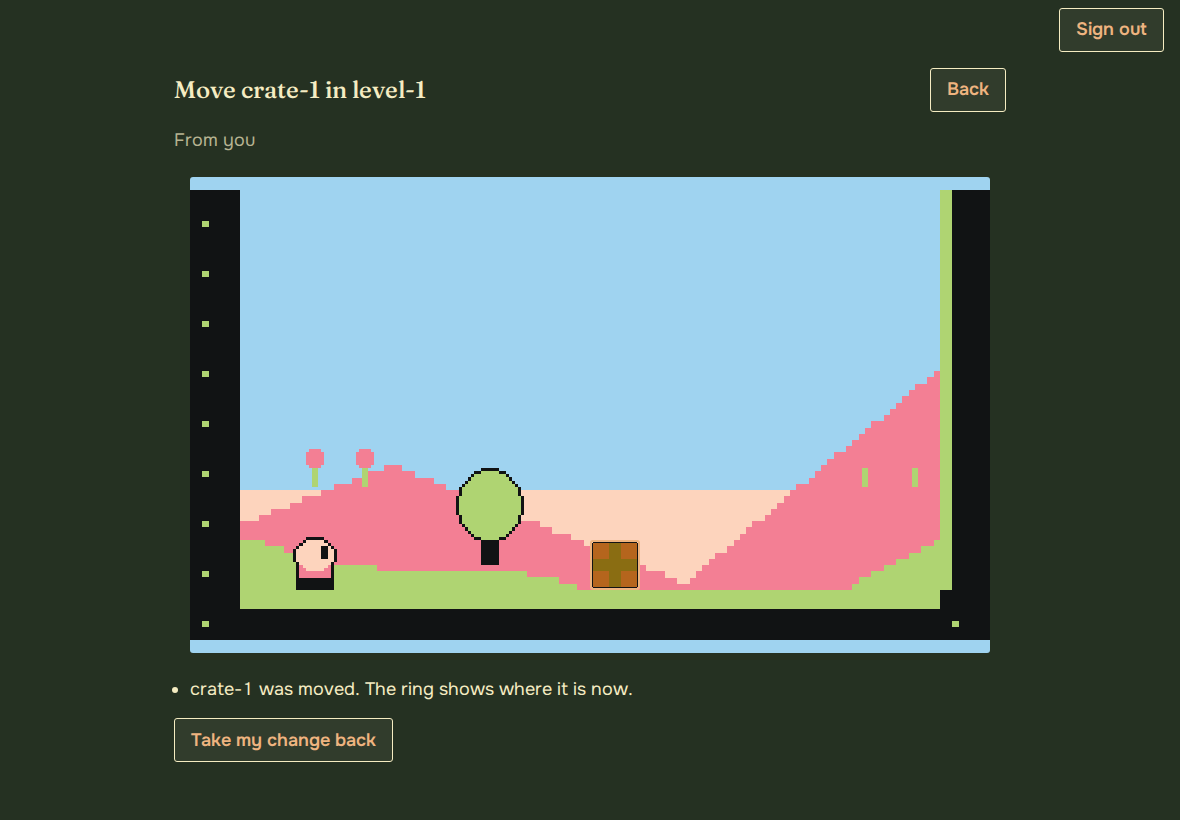 Sign out
Move crate-1 in level-1
Back
From you
crate-1 was moved. The ring shows where it is now.
Take my change back